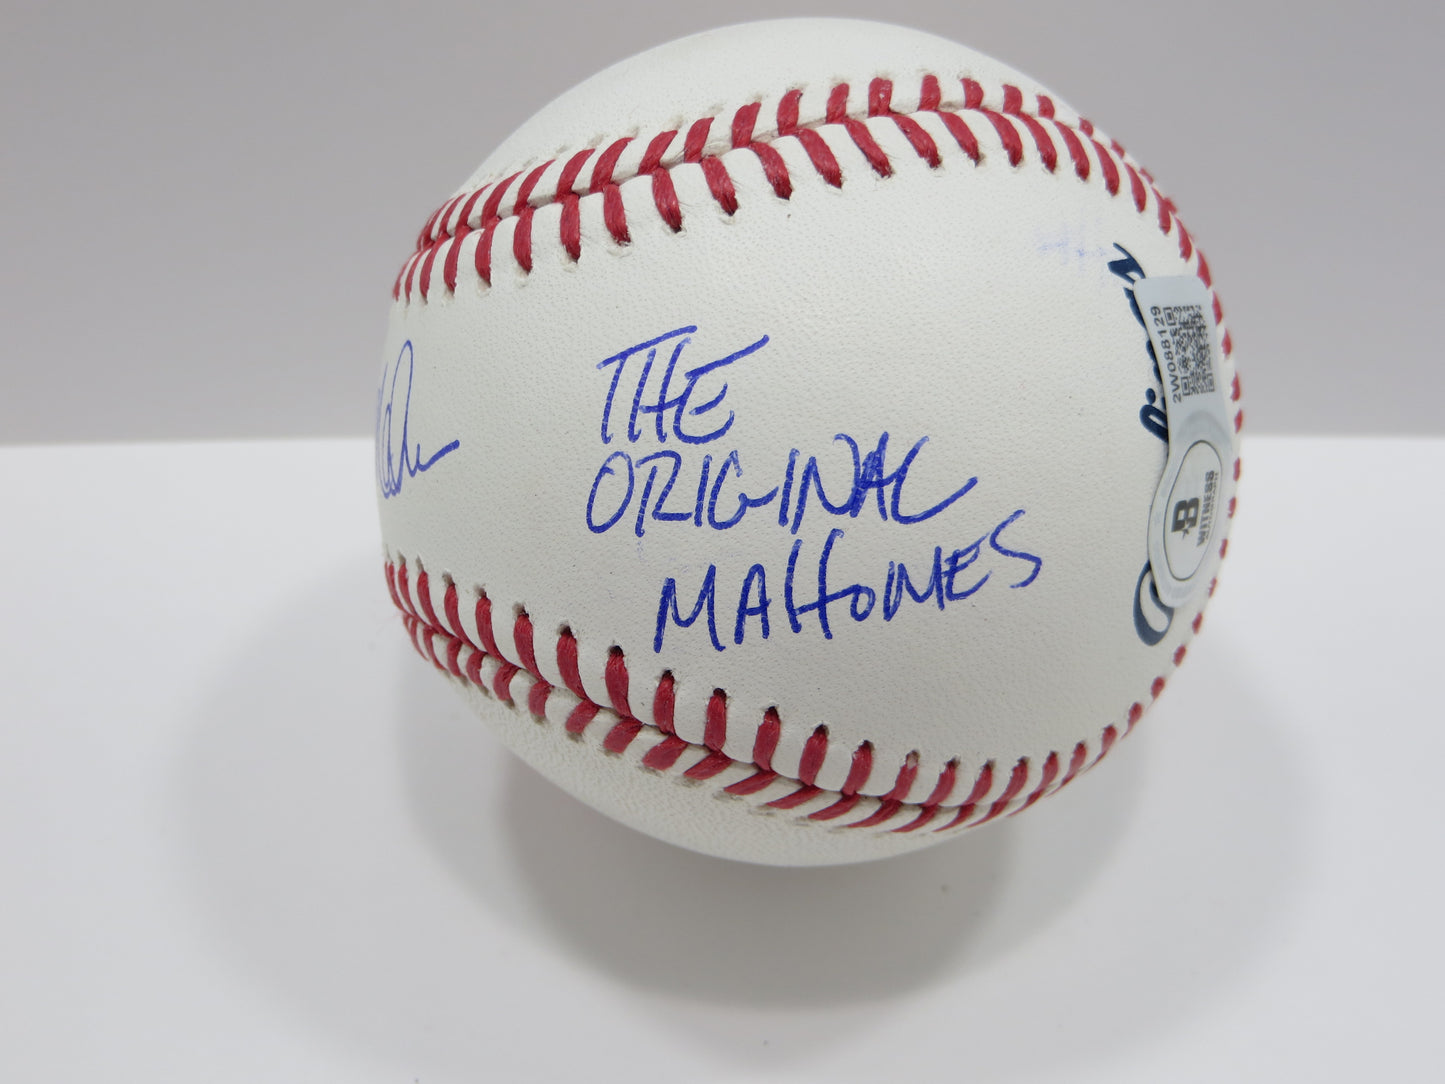 THE
ORIGINAL
MAHOMES
2W088129
B
WITNESS